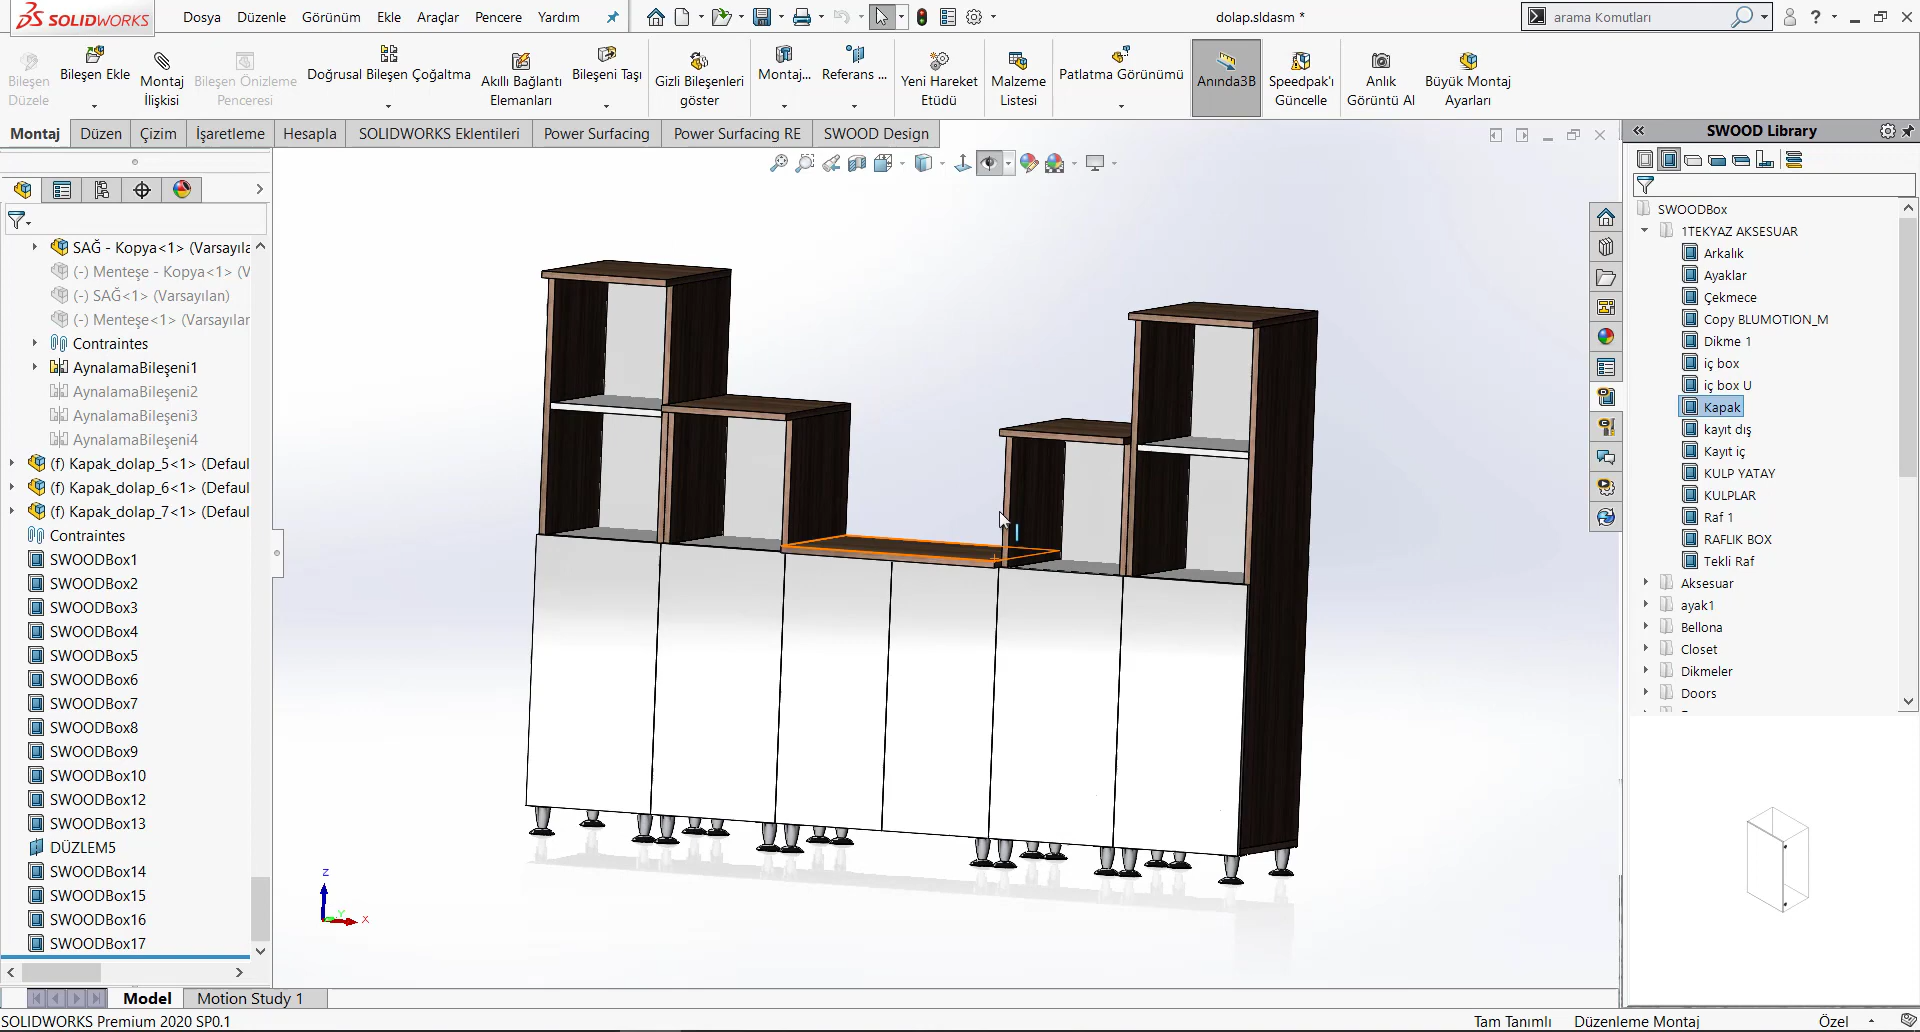 SOLIDWORKS
Dosya
Düzenle
Görünüm
Ekle
Araçlar
Pencere
Yardım
dolap.sldasm *
arama Komutları
Bileşen Düzele
Bileşen Ekle
Montaj İlişkisi
Bileşen Önizleme Penceresi
Doğrusal Bileşen Çoğaltma
Akıllı Bağlantı Elemanları
Bileşeni Taşı
Gizli Bileşenleri göster
Montaj...
Referans ...
Yeni Hareket Etüdü
Malzeme Listesi
Patlatma Görünümü
Anında3B
Speedpak'ı Güncelle
Anlık Görüntü Al
Büyük Montaj Ayarları
Montaj
Düzen
Çizim
İşaretleme
Hesapla
SOLIDWORKS Eklentileri
Power Surfacing
Power Surfacing RE
SWOOD Design
SAĞ - Kopya<1> (Varsayıla
(-) Menteşe - Kopya<1> (V
(-) SAĞ<1> (Varsayılan)
(-) Menteşe<1> (Varsayılar
Contraintes
AynalamaBileşeni1
AynalamaBileşeni2
AynalamaBileşeni3
AynalamaBileşeni4
(f) Kapak_dolap_5<1> (Defaul
(f) Kapak_dolap_6<1> (Defaul
(f) Kapak_dolap_7<1> (Defaul
Contraintes
SWOODBox1
SWOODBox2
SWOODBox3
SWOODBox4
SWOODBox5
SWOODBox6
SWOODBox7
SWOODBox8
SWOODBox9
SWOODBox10
SWOODBox12
SWOODBox13
DÜZLEM5
SWOODBox14
SWOODBox15
SWOODBox16
SWOODBox17
Z
Y
X
SWOOD Library
SWOODBox
1TEKYAZ AKSESUAR
Arkalık
Ayaklar
Çekmece
Copy BLUMOTION_M
Dikme 1
iç box
iç box U
Kapak
kayıt dış
Kayıt iç
KULP YATAY
KULPLAR
Raf 1
RAFLIK BOX
Tekli Raf
Aksesuar
ayak1
Bellona
Closet
Dikmeler
Doors
Model
Motion Study 1
SOLIDWORKS Premium 2020 SP0.1
Tam Tanımlı
Düzenleme Montaj
Özel